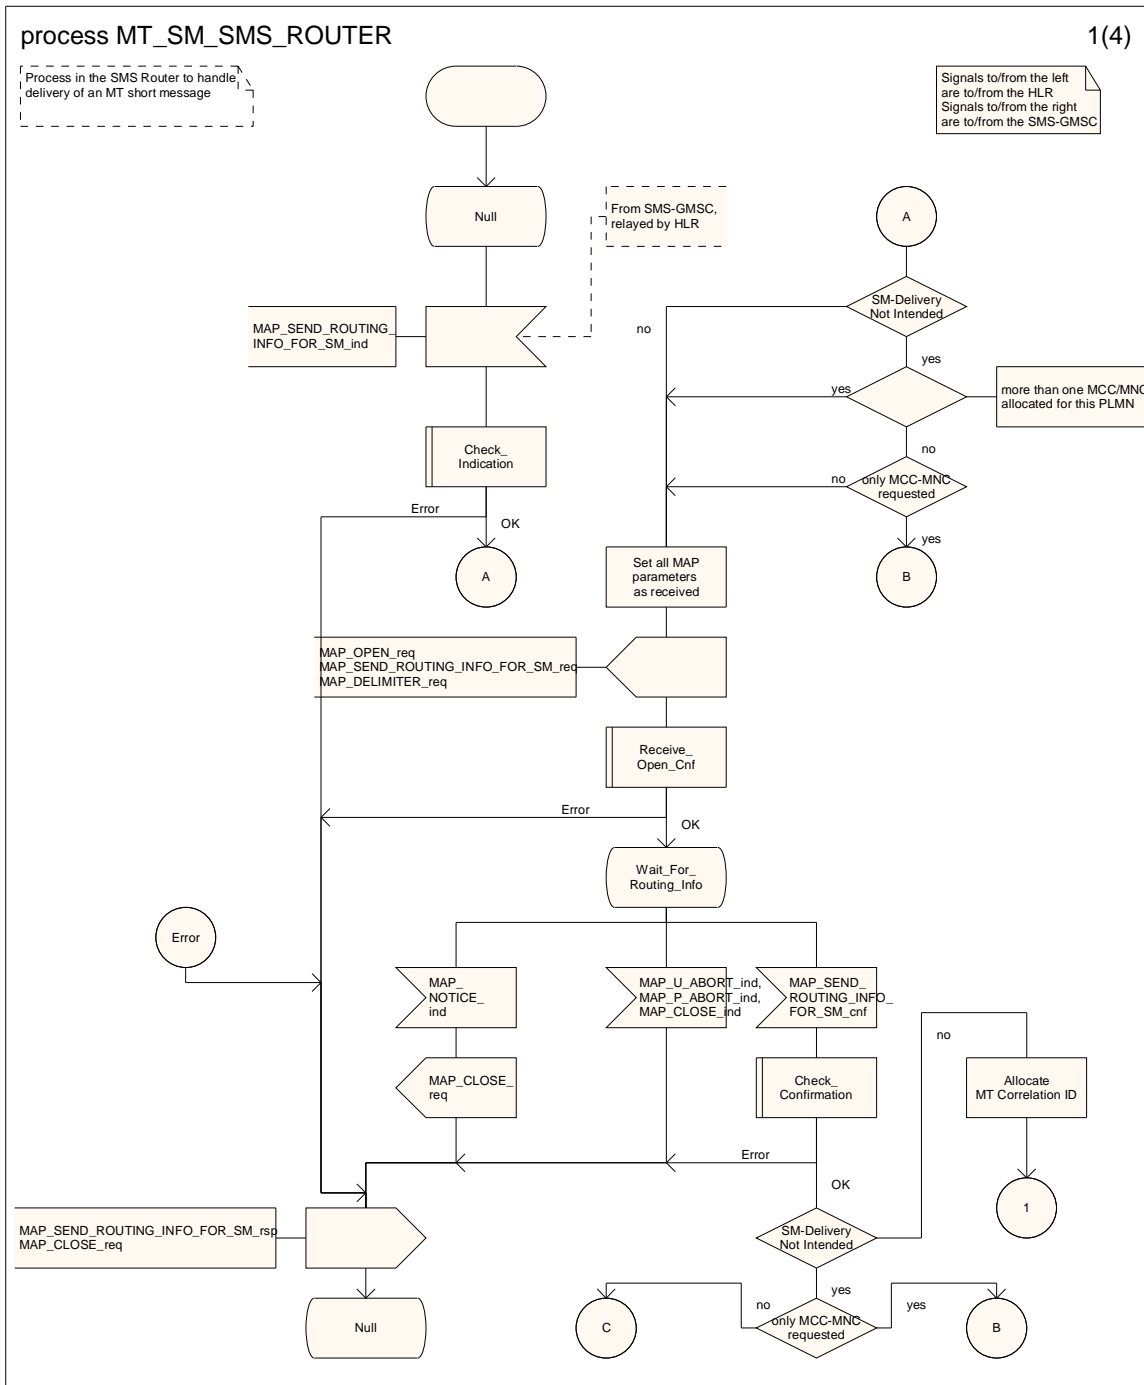 process MT_SM_SMS_ROUTER
1(4)
Process in the SMS Router to handle
delivery of an MT short message
Signals to/from the left
are to/from the HLR
Signals to/from the right
are to/from the SMS-GMSC
Null
From SMS-GMSC,
relayed by HLR
A
SM-Delivery
Not Intended
MAP_SEND_ROUTING_
INFO_FOR_SM_ind
no
yes
yes
more than one MCC/MNC
allocated for this PLMN
no
Check_
Indication
no
only MCC-MNC
requested
Error
OK
yes
A
Set all MAP
parameters
as received
B
MAP_OPEN_req
MAP_SEND_ROUTING_INFO_FOR_SM_req
MAP_DELIMITER_req
Receive_
Open_Cnf
Error
OK
Wait_For_
Routing_Info
Error
MAP_
NOTICE_
ind
MAP_U_ABORT_ind,
MAP_P_ABORT_ind,
MAP_CLOSE_ind
MAP_SEND_
ROUTING_INFO_
FOR_SM_cnf
no
MAP_CLOSE_
req
Check_
Confirmation
Allocate
MT Correlation ID
Error
OK
1
MAP_SEND_ROUTING_INFO_FOR_SM_rsp
MAP_CLOSE_req
SM-Delivery
Not Intended
yes
no
yes
Null
C
only MCC-MNC
requested
B